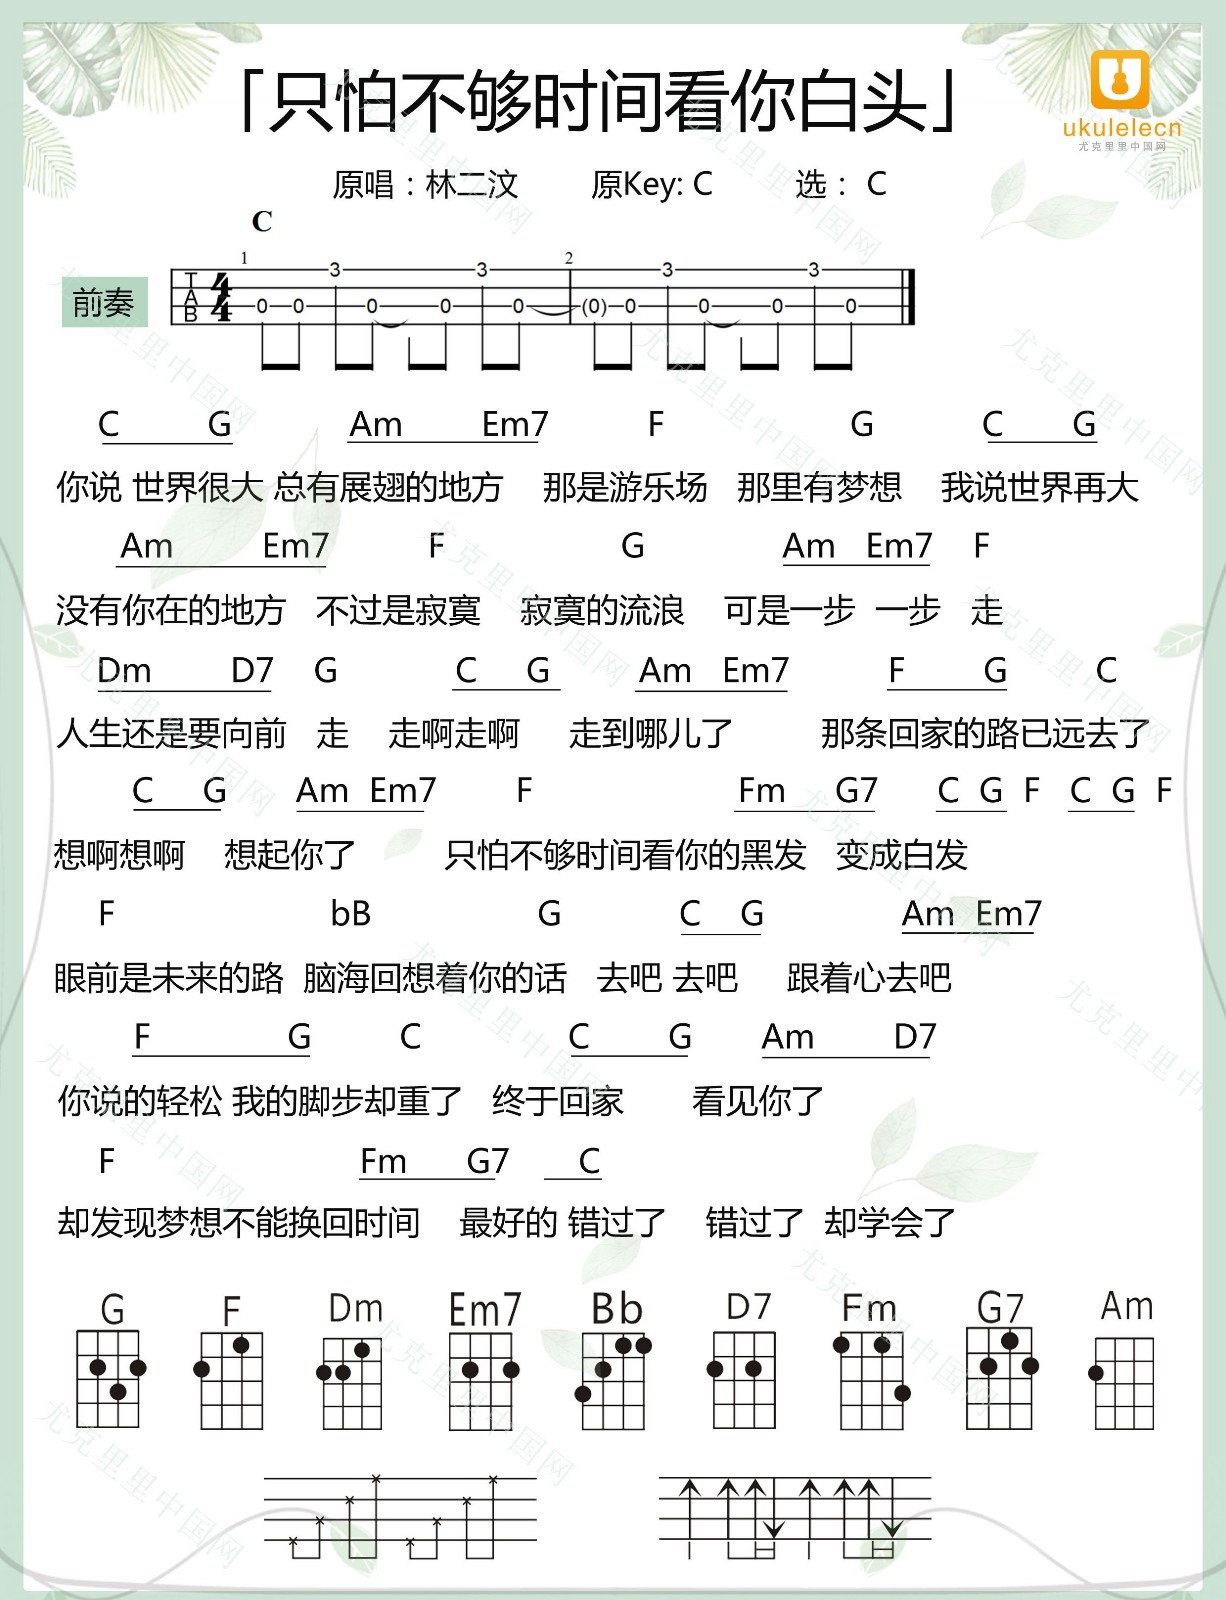 「只怕不够时间看你白头」
ukulelecn
尤克里里中国网
原唱：林二汶 原Key: C 选： C
C
1 2
3 3 3 3
前奏 T A B 4 4 0 0 0 0 0 (0) 0 0 0 0
C G Am Em7 F G C G
你说 世界很大 总有展翅的地方 那是游乐场 那里有梦想 我说世界再大
Am Em7 F G Am Em7 F
没有你在的地方 不过是寂寞 寂寞的流浪 可是一步 一步 走
Dm D7 G C G Am Em7 F G C
人生还是要向前 走 走啊走啊 走到哪儿了 那条回家的路已远去了
C G Am Em7 F Fm G7 C G F C G F
想啊想啊 想起你了 只怕不够时间看你的黑发 变成白发
F bB G C G Am Em7
眼前是未来的路 脑海回想着你的话 去吧 去吧 跟着心去吧
F G C C G Am D7
你说的轻松 我的脚步却重了 终于回家 看见你了
F Fm G7 C
却发现梦想不能换回时间 最好的 错过了 错过了 却学会了
G F Dm Em7 Bb D7 Fm G7 Am